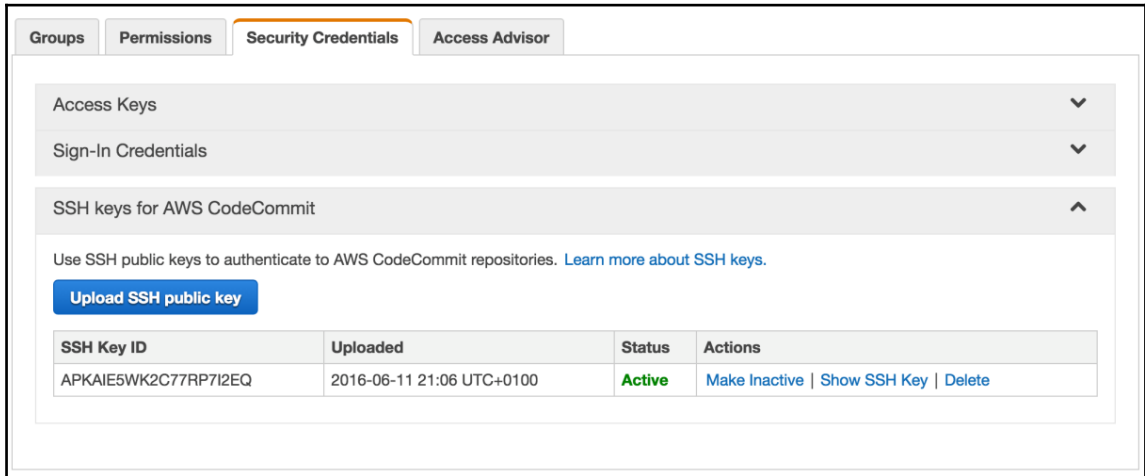 Groups Permissions Security Credentials Access Advisor
Access Keys
Sign-In Credentials
SSH keys for AWS CodeCommit
Use SSH public keys to authenticate to AWS CodeCommit repositories. Learn more about SSH keys.
Upload SSH public key
SSH Key ID Uploaded Status Actions
APKAIE5WK2C77RP7I2EQ 2016-06-11 21:06 UTC+0100 Active Make Inactive | Show SSH Key | Delete